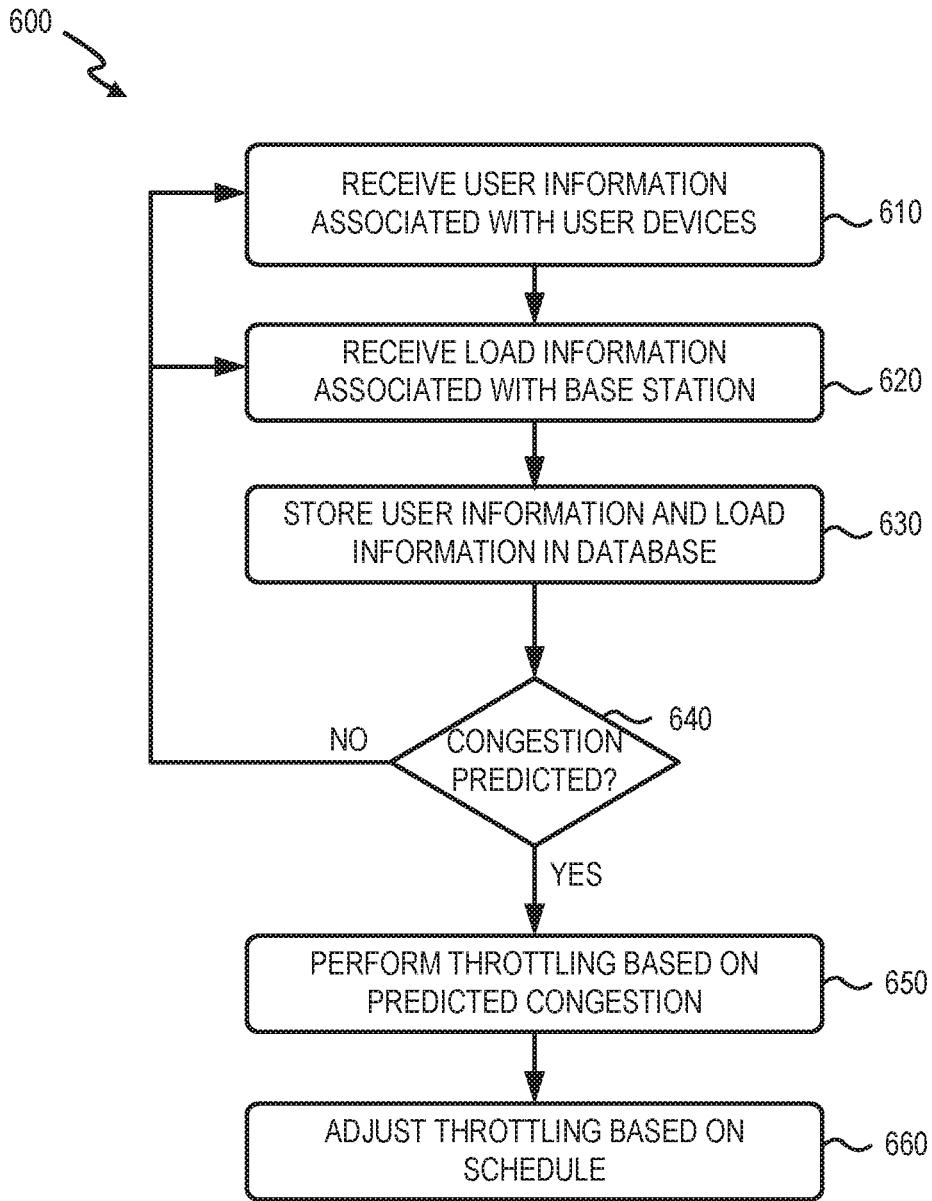 600
RECEIVE USER INFORMATION
ASSOCIATED WITH USER DEVICES
610
RECEIVE LOAD INFORMATION
ASSOCIATED WITH BASE STATION
620
STORE USER INFORMATION AND LOAD
INFORMATION IN DATABASE
630
640
NO
CONGESTION
PREDICTED?
YES
PERFORM THROTTLING BASED ON
PREDICTED CONGESTION
650
ADJUST THROTTLING BASED ON
SCHEDULE
660